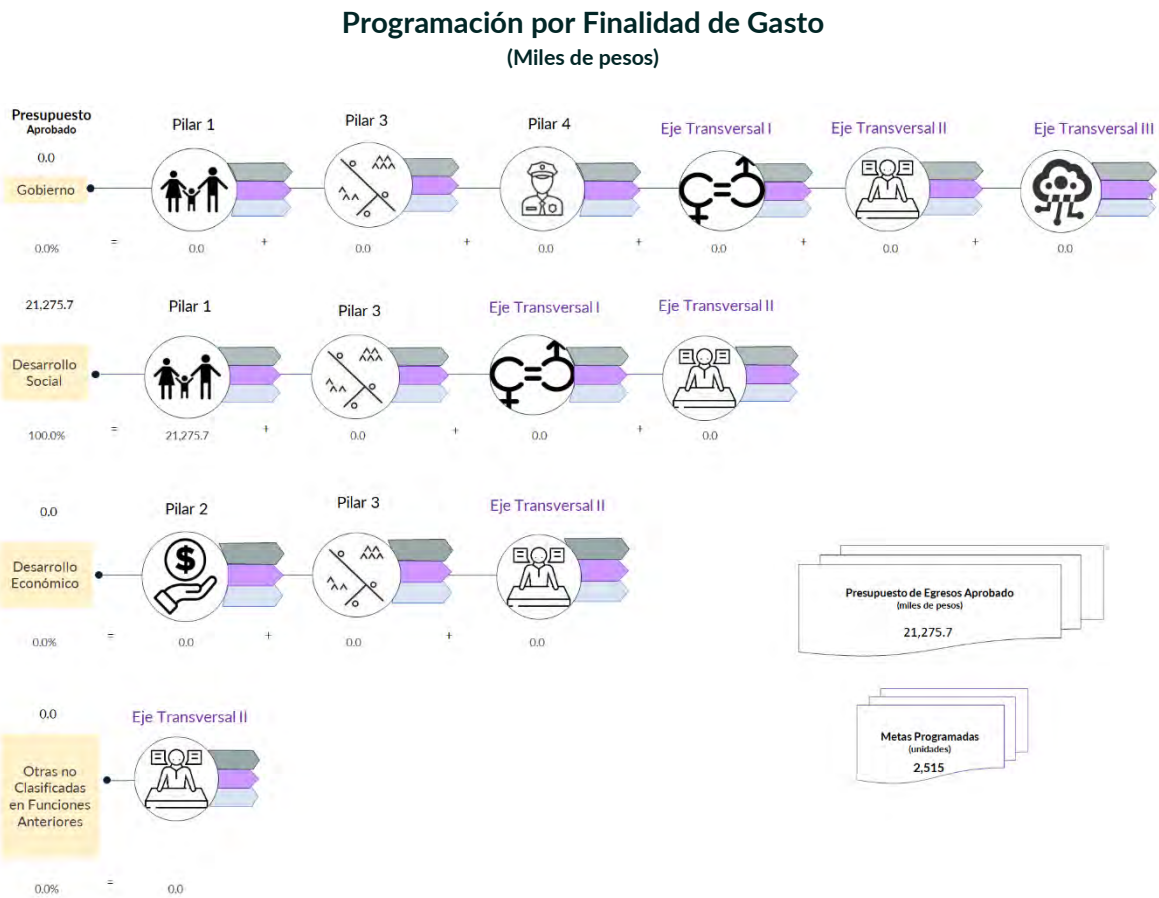 Programación por Finalidad de Gasto
(Miles de pesos)
Presupuesto
Aprobado
Pilar 1
Pilar 3
Pilar 4
Eje Transversal I
Eje Transversal II
Eje Transversal III
0.0
Gobierno
0.0% = 0.0 + 0.0 + 0.0 + 0.0 + 0.0 + 0.0
21,275.7
Pilar 1
Pilar 3
Eje Transversal I
Eje Transversal II
Desarrollo
Social
100.0% = 21,275.7 + 0.0 + 0.0 + 0.0
0.0
Pilar 2
Pilar 3
Eje Transversal II
Desarrollo
Económico
0.0% = 0.0 + 0.0 + 0.0
Presupuesto de Egresos Aprobado
(miles de pesos)
21,275.7
Metas Programadas
(unidades)
2,515
0.0
Eje Transversal II
Otras no
Clasificadas
en Funciones
Anteriores
0.0% = 0.0